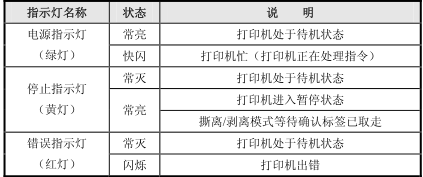 指示灯名称 状态 说 明
电源指示灯
（绿灯）
常亮 打印机处于待机状态
快闪 打印机忙（打印机正在处理指令）
停止指示灯
（黄灯）
常灭 打印机处于待机状态
常亮 打印机进入暂停状态
撕离/剥离模式等待确认标签已取走
错误指示灯
（红灯）
常灭 打印机处于待机状态
闪烁 打印机出错